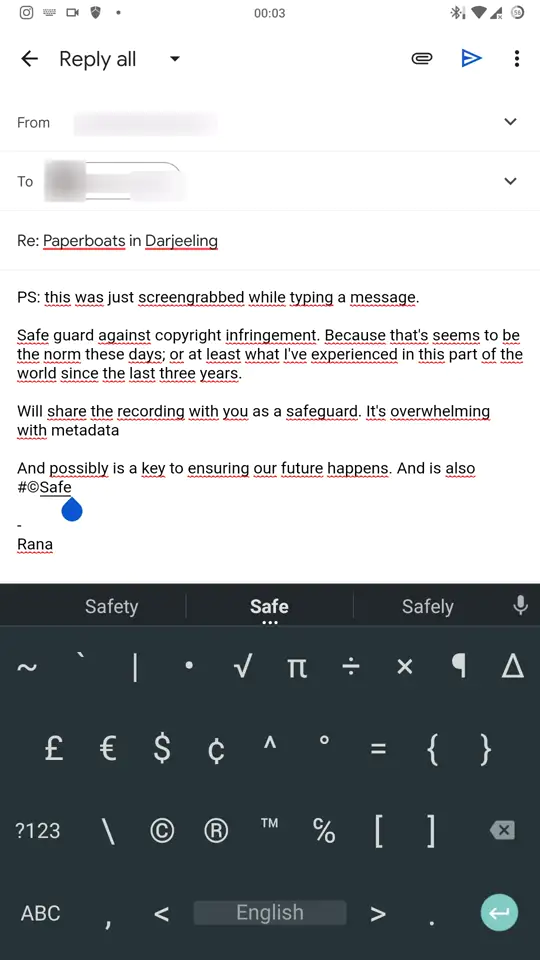 00:03
56
Reply all
From
To
Re: Paperboats in Darjeeling
PS: this was just screengrabbed while typing a message.
Safe guard against copyright infringement. Because that's seems to be
the norm these days; or at least what I've experienced in this part of the
world since the last three years.
Will share the recording with you as a safeguard. It's overwhelming
with metadata
And possibly is a key to ensuring our future happens. And is also
#©Safe
-
Rana
Safety Safe Safely
~ ` | • √ π ÷ × ¶ Δ
£ € $ ¢ ^ ° = { }
?123 \ © ® ™ ℅ [ ]
ABC , < English > .